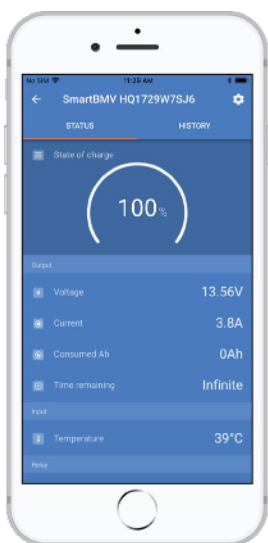 No SIM 11:29 AM
SmartBMV HQ1729W7SJ6
STATUS HISTORY
State of charge
100%
Output
Voltage 13.56V
Current 3.8A
Consumed Ah 0Ah
Time remaining Infinite
Input
Temperature 39°C
Relay